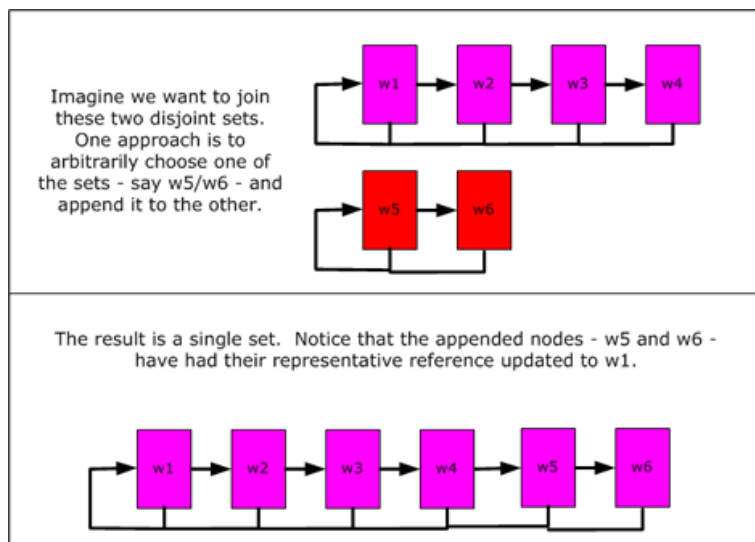 Imagine we want to join
these two disjoint sets.
One approach is to
arbitrarily choose one of
the sets - say w5/w6 - and
append it to the other.
w1 w2 w3 w4
w5 w6
The result is a single set. Notice that the appended nodes - w5 and w6 -
have had their representative reference updated to w1.
w1 w2 w3 w4 w5 w6